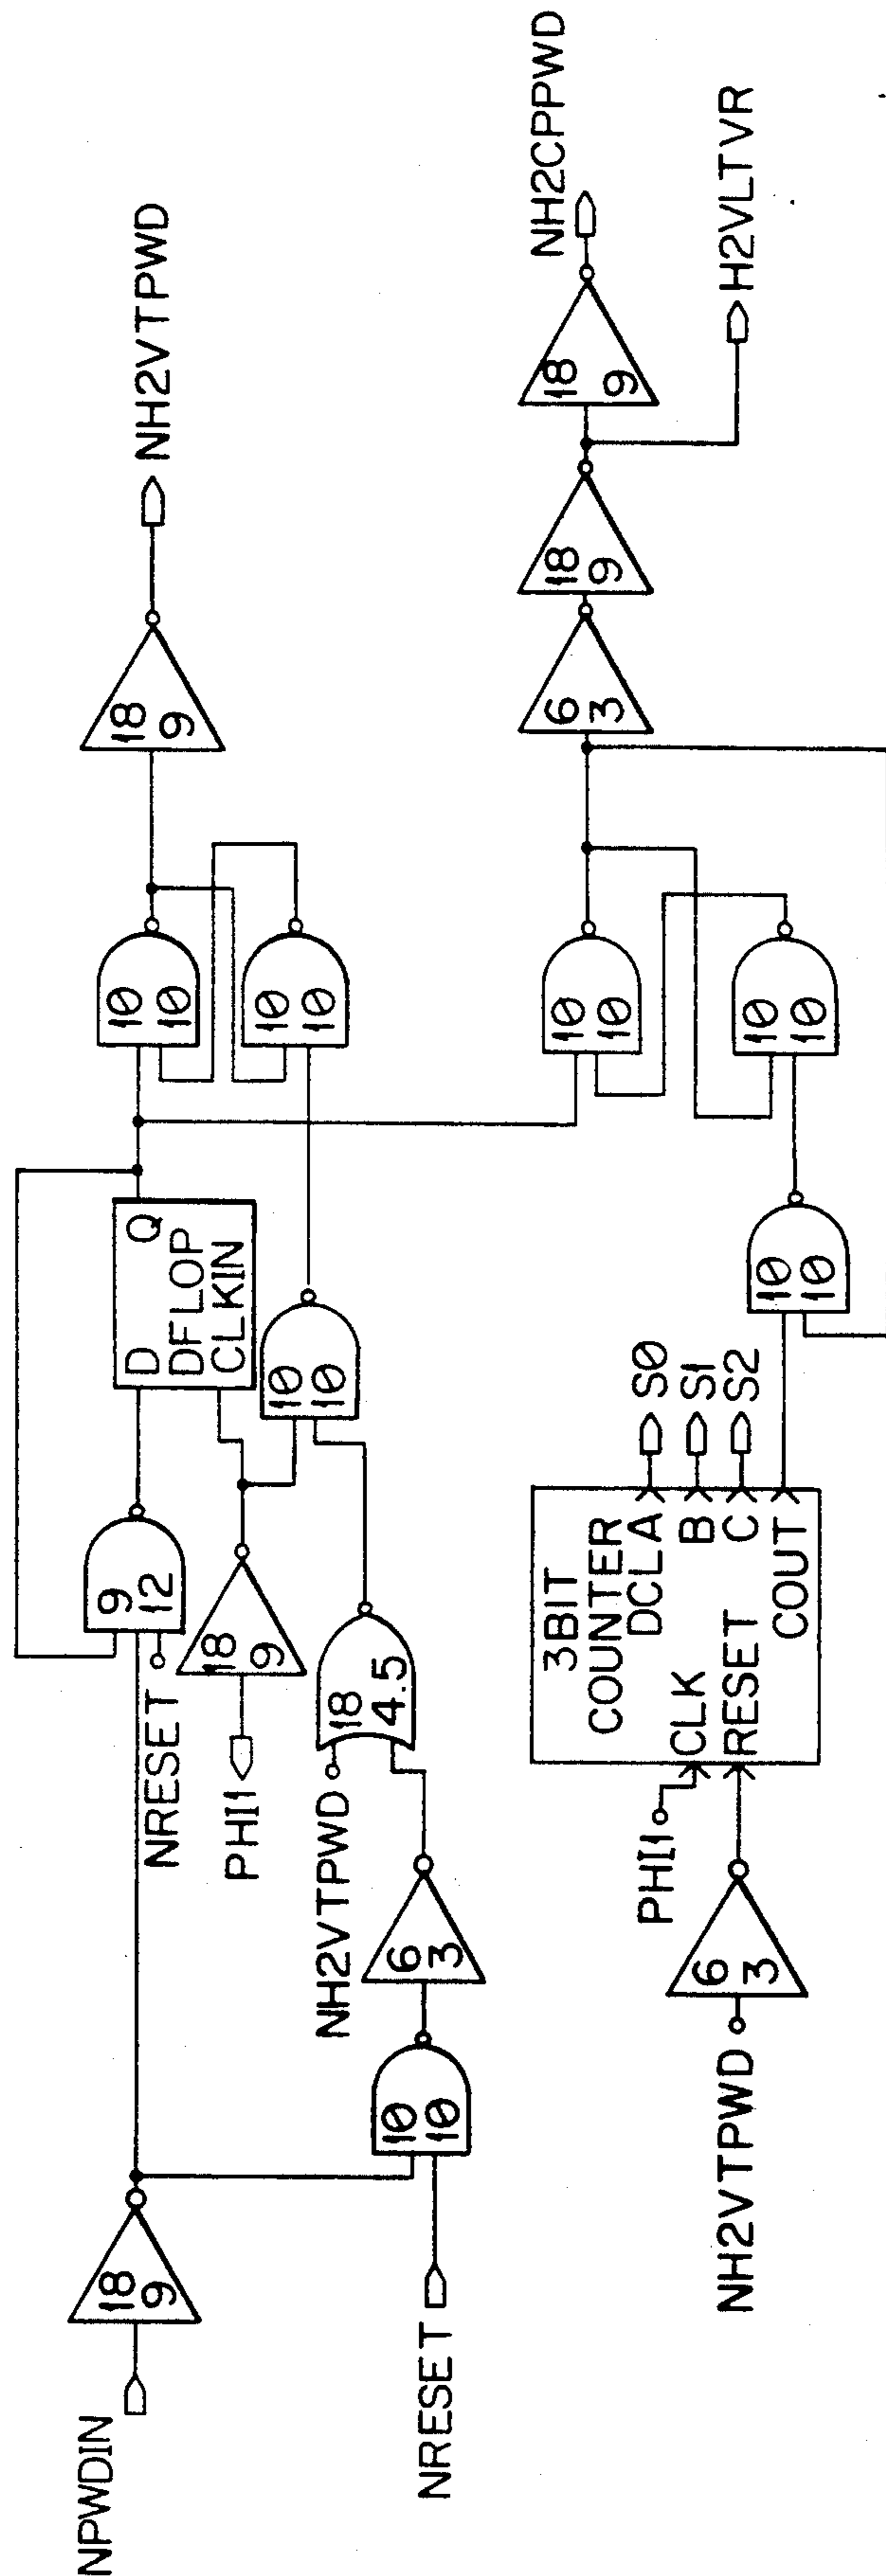 NPWDIN
18
9
NRESET
10
10
6
3
NH2VTPWD
18
4.5
NRESET
9
12
PHI1
18
9
D Q
DFLOP
CLKIN
10
10
10
10
10
10
18
9
NH2VTPWD
NH2VTPWD
6
3
PHI1
3BIT
COUNTER
DCLA
CLK
B
RESET
C
COUT
S0
S1
S2
10
10
10
10
10
10
6
3
18
9
18
9
NH2CPPWD
H2VLTVR